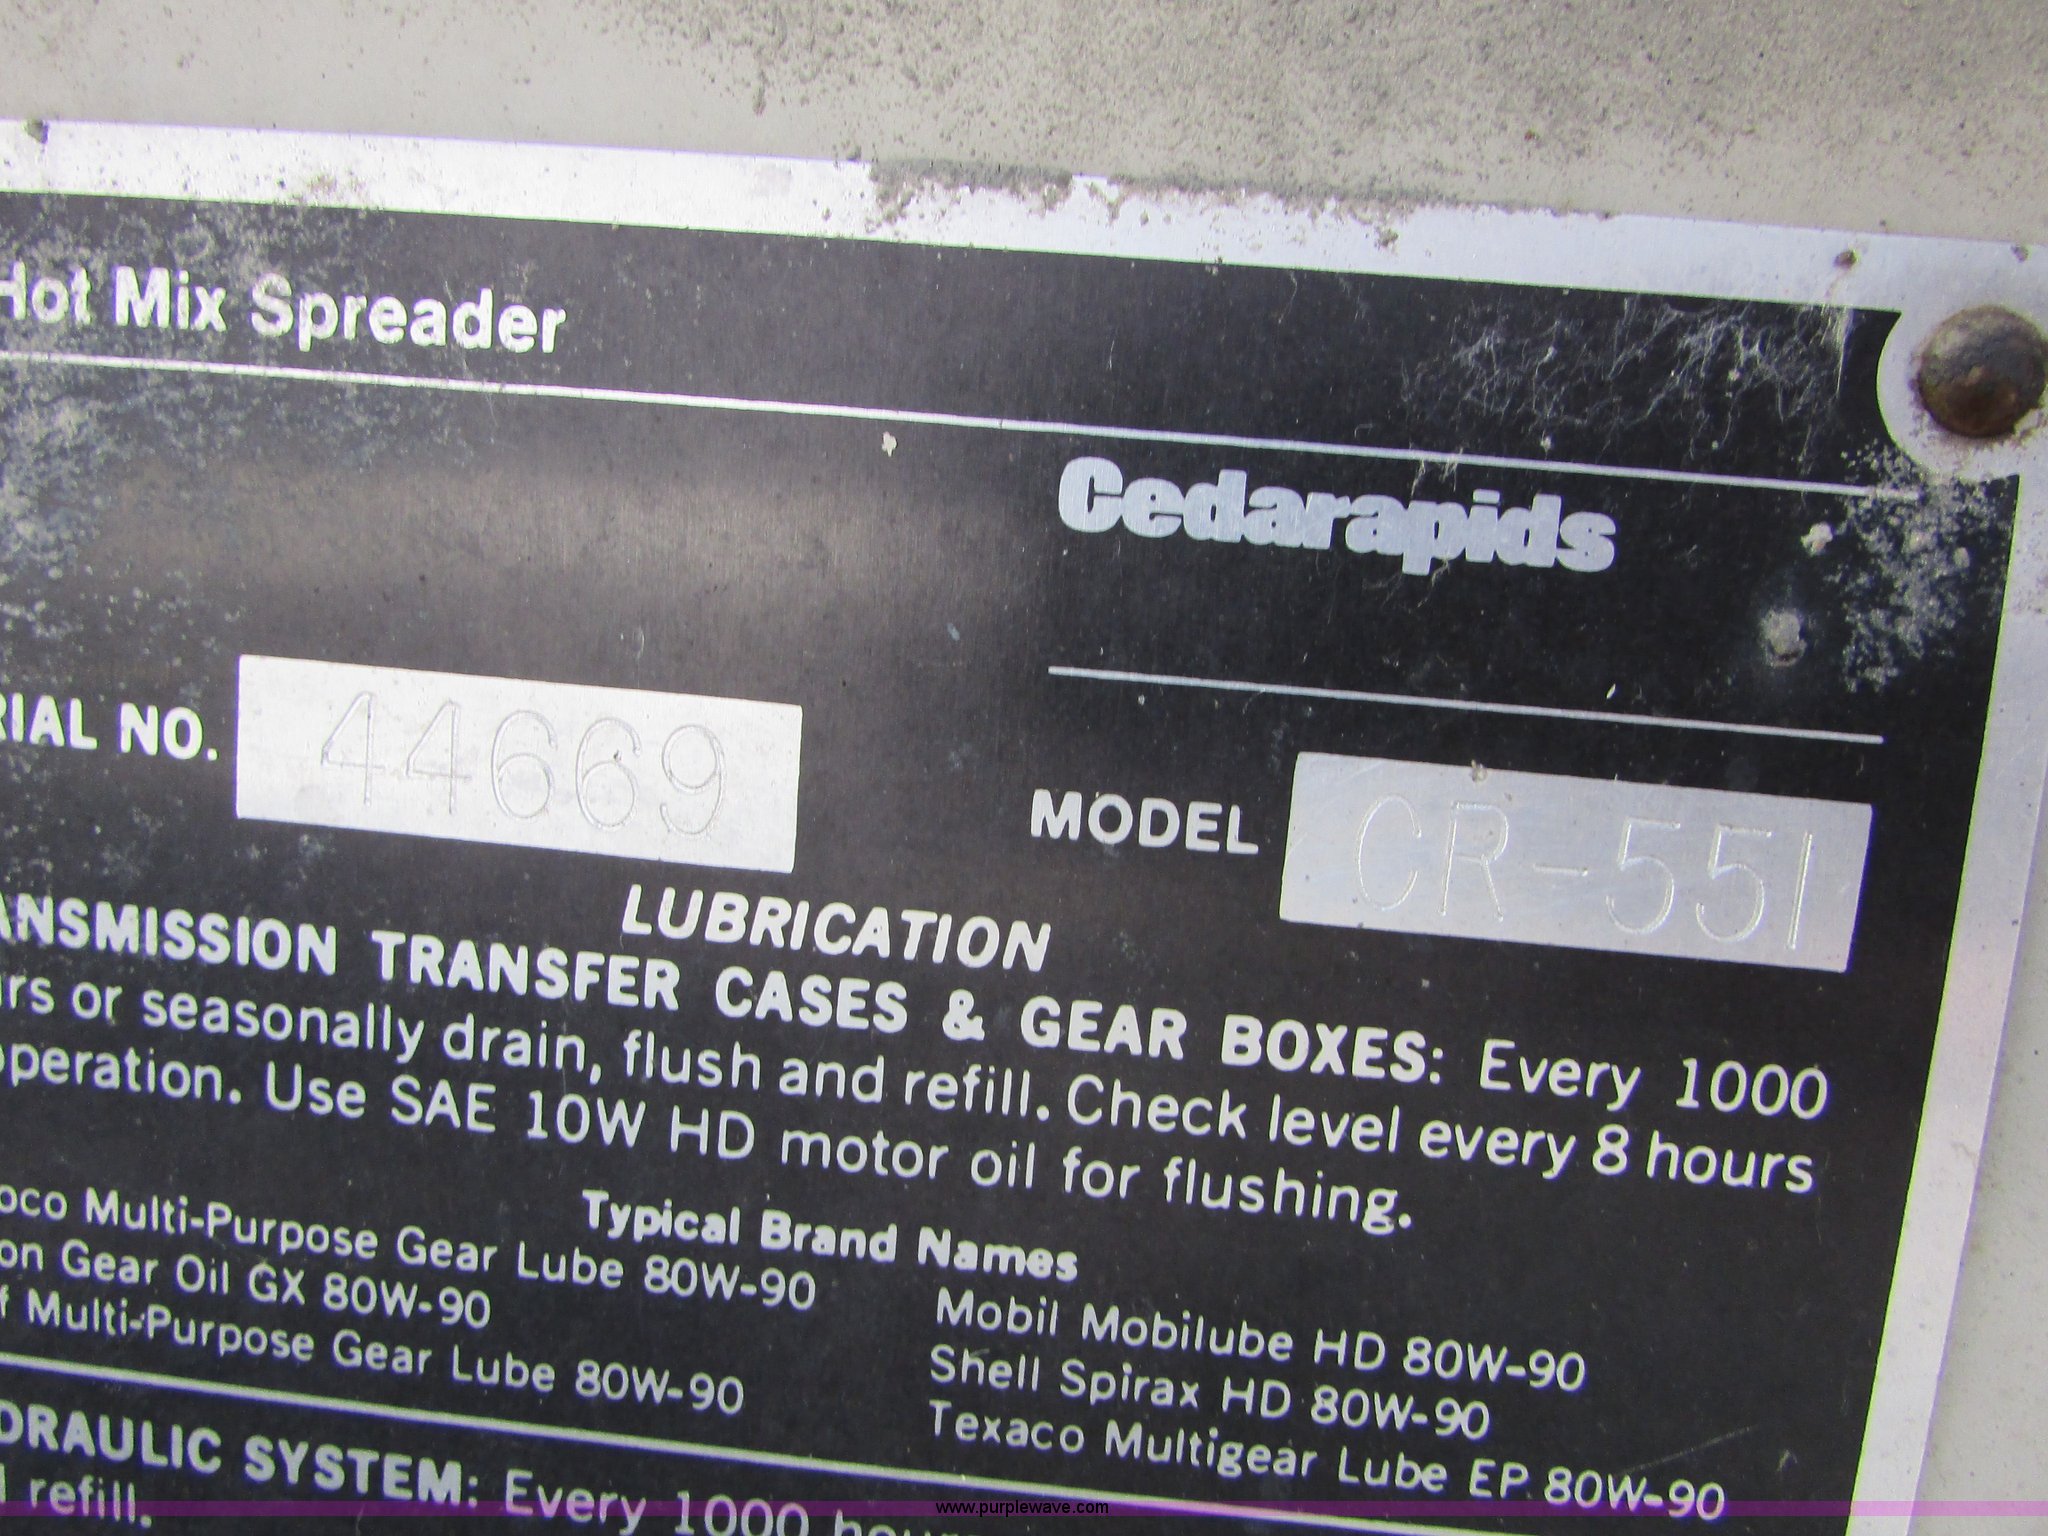 Hot Mix Spreader
Cedarapids
RIAL NO. 44669
MODEL CR-551
LUBRICATION
ANSMISSION TRANSFER CASES & GEAR BOXES: Every 1000
urs or seasonally drain, flush and refill. Check level every 8 hours
operation. Use SAE 10W HD motor oil for flushing.
Typical Brand Names
oco Multi-Purpose Gear Lube 80W-90
on Gear Oil GX 80W-90
f Multi-Purpose Gear Lube 80W-90
Mobil Mobilube HD 80W-90
Shell Spirax HD 80W-90
Texaco Multigear Lube EP 80W-90
DRAULIC SYSTEM: Every 1000 hours
refill.
www.purplewave.com